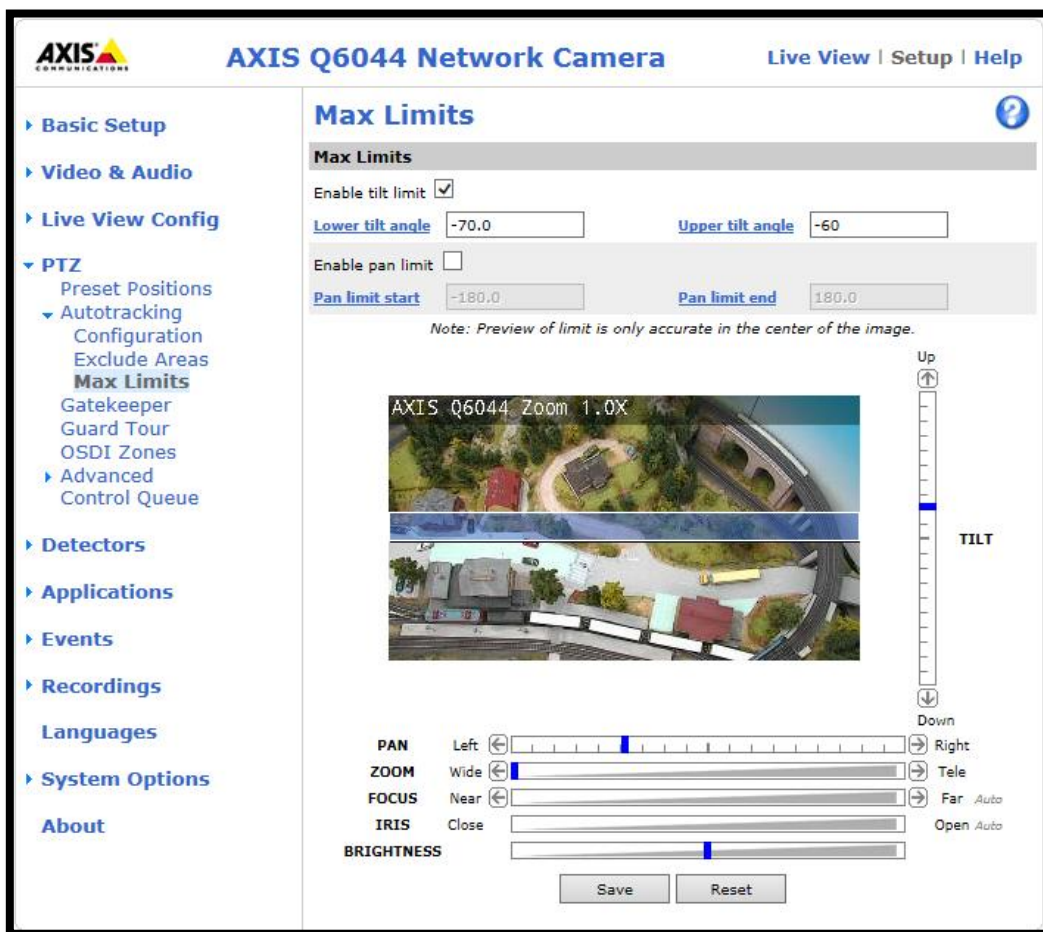 AXIS
COMMUNICATIONS
AXIS Q6044 Network Camera
Live View | Setup | Help
Basic Setup
Video & Audio
Live View Config
PTZ
Preset Positions
Autotracking
Configuration
Exclude Areas
Max Limits
Gatekeeper
Guard Tour
OSDI Zones
Advanced
Control Queue
Detectors
Applications
Events
Recordings
Languages
System Options
About
Max Limits
?
Max Limits
Enable tilt limit
Lower tilt angle -70.0 Upper tilt angle -60
Enable pan limit
Pan limit start -180.0 Pan limit end 180.0
Note: Preview of limit is only accurate in the center of the image.
Up
AXIS Q6044 Zoom 1.0X
TILT
Down
PAN Left Right
ZOOM Wide Tele
FOCUS Near Far Auto
IRIS Close Open Auto
BRIGHTNESS
Save Reset